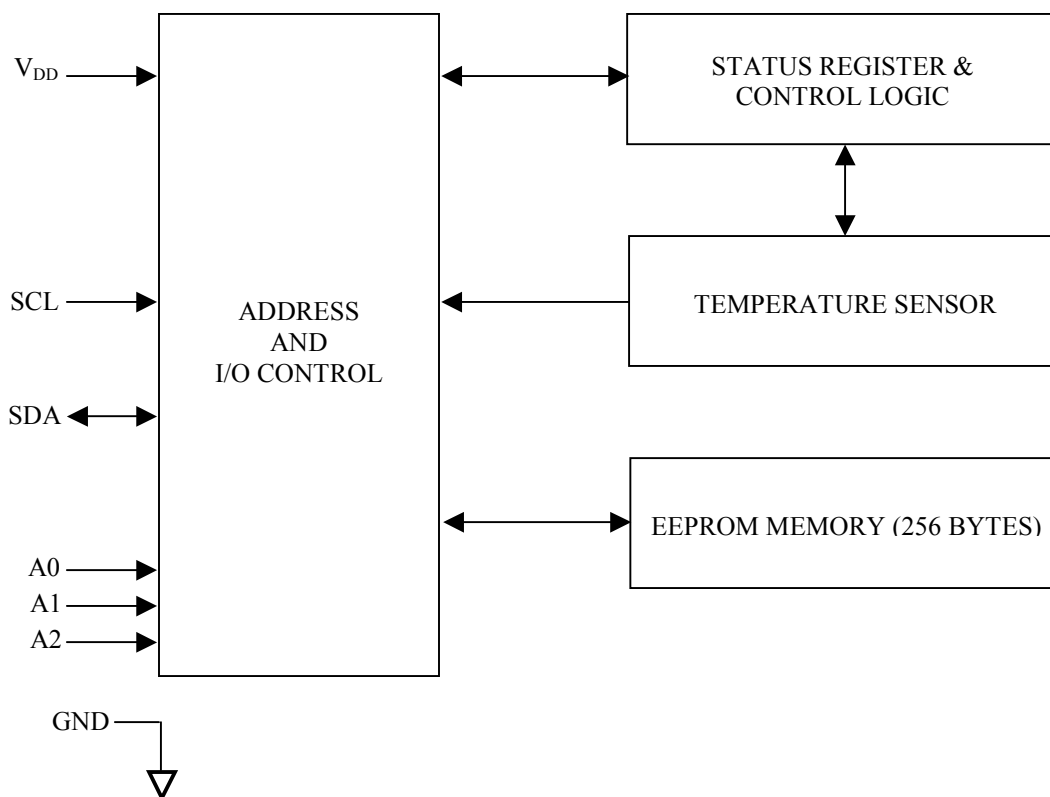 VDD
SCL
SDA
A0
A1
A2
GND
ADDRESS
AND
I/O CONTROL
STATUS REGISTER &
CONTROL LOGIC
TEMPERATURE SENSOR
EEPROM MEMORY (256 BYTES)